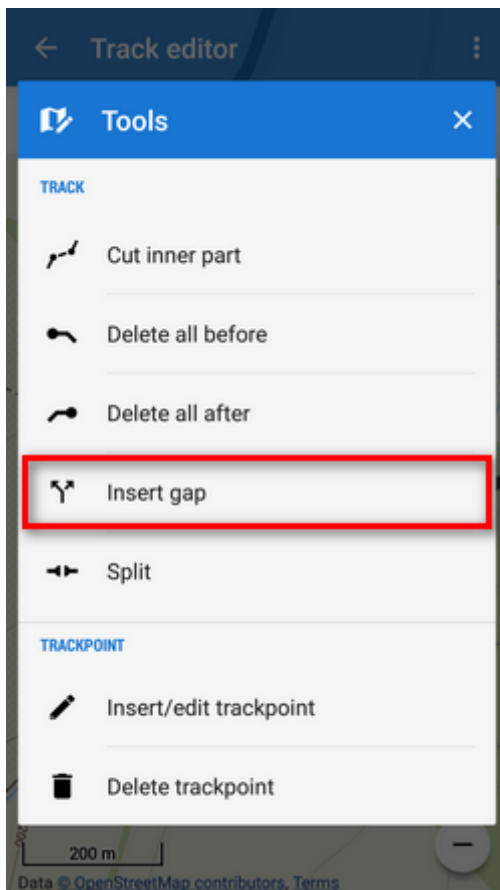 Track editor
Tools
TRACK
Cut inner part
Delete all before
Delete all after
Insert gap
Split
TRACKPOINT
Insert/edit trackpoint
Delete trackpoint
200 m
Data © OpenStreetMap contributors, Terms